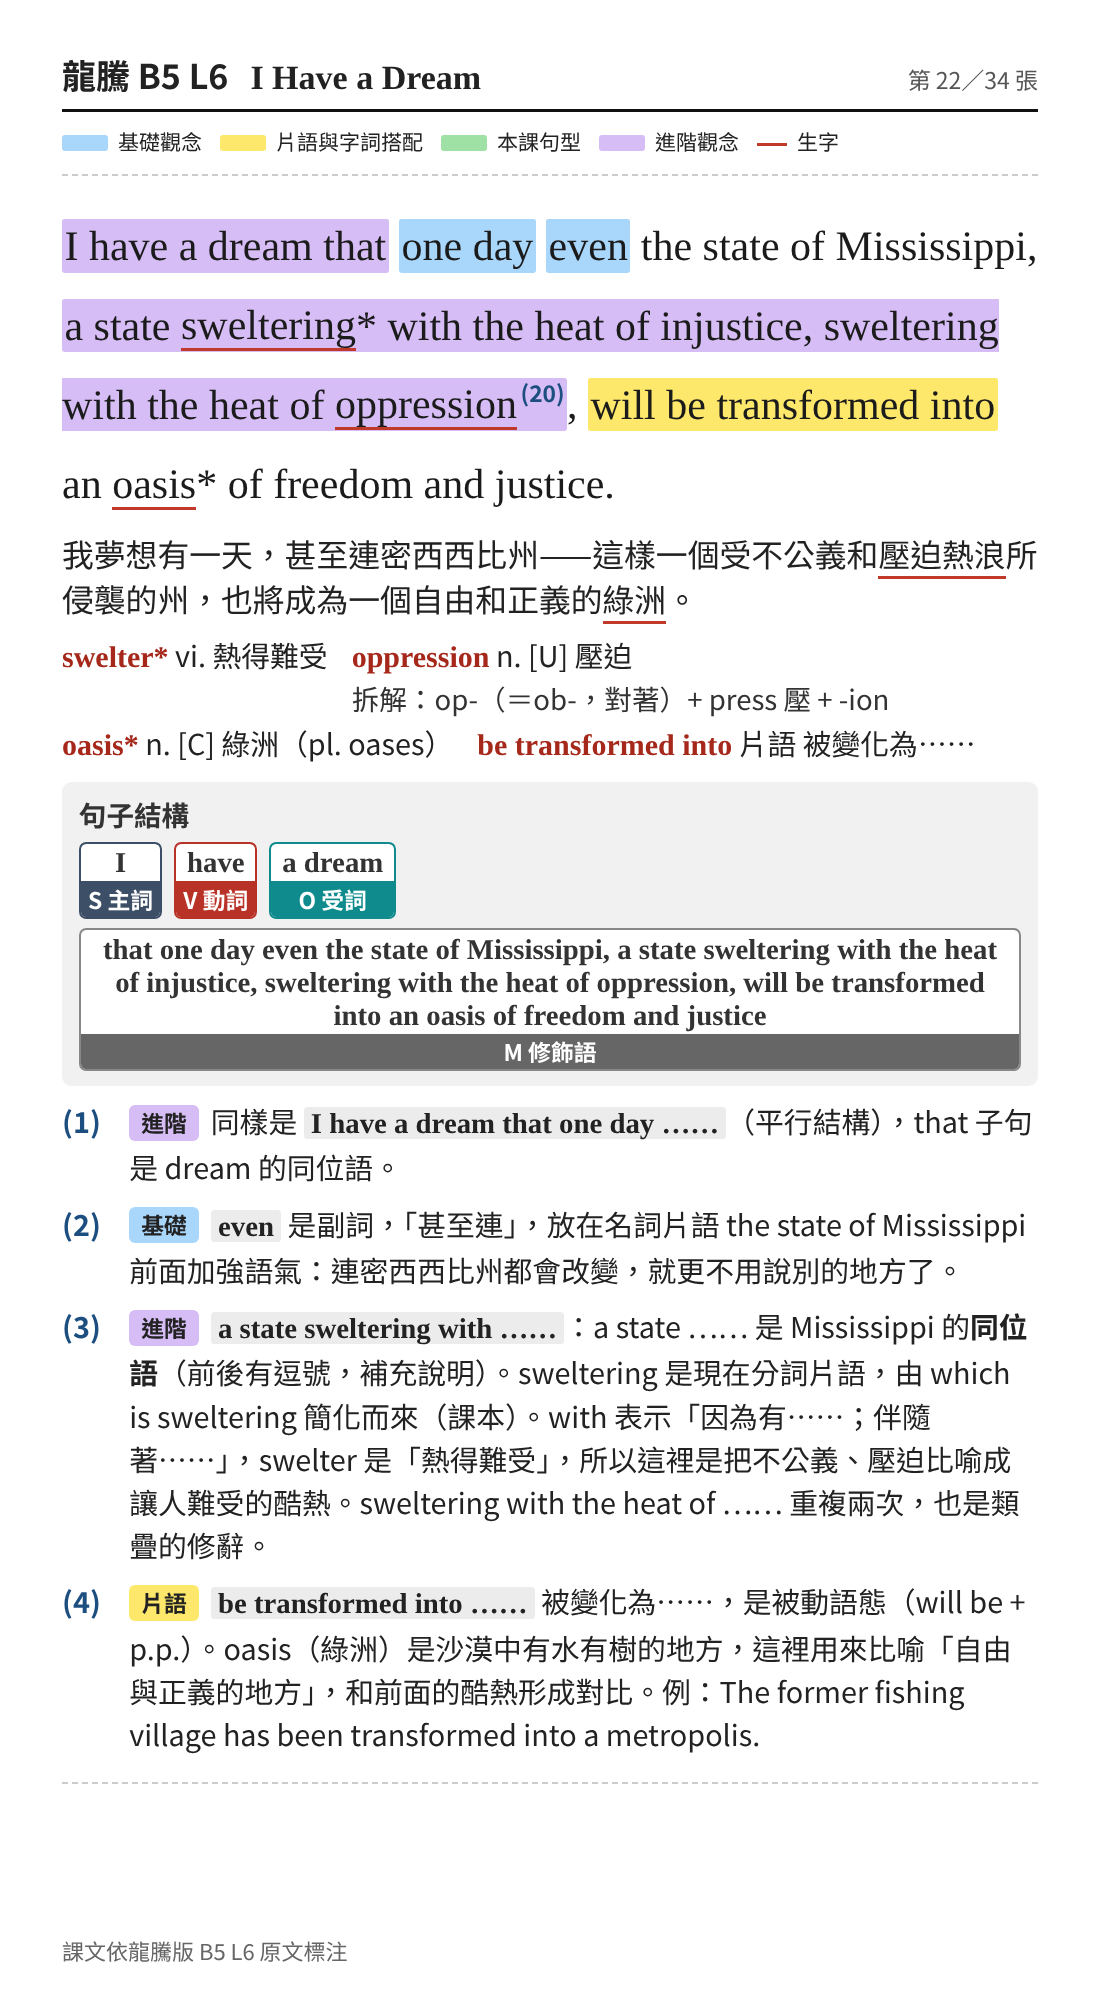 龍騰 B5 L6 I Have a Dream
第 22／34 張
基礎觀念 片語與字詞搭配 本課句型 進階觀念 生字
I have a dream that one day even the state of Mississippi,
a state sweltering* with the heat of injustice, sweltering
with the heat of oppression(20), will be transformed into
an oasis* of freedom and justice.
我夢想有一天，甚至連密西西比州——這樣一個受不公義和壓迫熱浪所
侵襲的州，也將成為一個自由和正義的綠洲。
swelter* vi. 熱得難受 oppression n. [U] 壓迫
拆解：op-（＝ob-，對著）+ press 壓 + -ion
oasis* n. [C] 綠洲（pl. oases） be transformed into 片語 被變化為……
句子結構
I have a dream
S 主詞 V 動詞 O 受詞
that one day even the state of Mississippi, a state sweltering with the heat
of injustice, sweltering with the heat of oppression, will be transformed
into an oasis of freedom and justice
M 修飾語
(1) 進階 同樣是 I have a dream that one day ……（平行結構），that 子句
是 dream 的同位語。
(2) 基礎 even 是副詞，「甚至連」，放在名詞片語 the state of Mississippi
前面加強語氣：連密西西比州都會改變，就更不用說別的地方了。
(3) 進階 a state sweltering with ……：a state …… 是 Mississippi 的同位
語（前後有逗號，補充說明）。sweltering 是現在分詞片語，由 which
is sweltering 簡化而來（課本）。with 表示「因為有……；伴隨
著……」，swelter 是「熱得難受」，所以這裡是把不公義、壓迫比喻成
讓人難受的酷熱。sweltering with the heat of …… 重複兩次，也是類
疊的修辭。
(4) 片語 be transformed into …… 被變化為……，是被動語態（will be +
p.p.）。oasis（綠洲）是沙漠中有水有樹的地方，這裡用來比喻「自由
與正義的地方」，和前面的酷熱形成對比。例：The former fishing
village has been transformed into a metropolis.
課文依龍騰版 B5 L6 原文標注